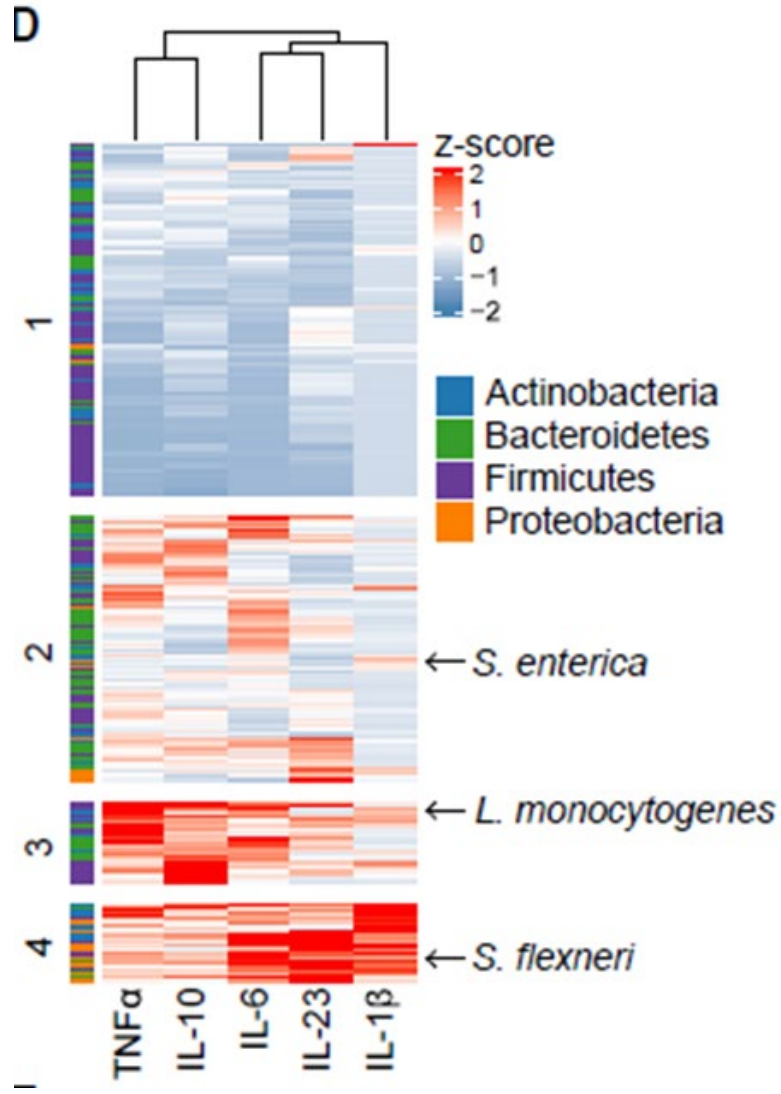 D
z-score
2
1
0
−1
−2
1
Actinobacteria
Bacteroidetes
Firmicutes
Proteobacteria
2
S. enterica
L. monocytogenes
3
4
S. flexneri
TNFα
IL-10
IL-6
IL-23
IL-1β